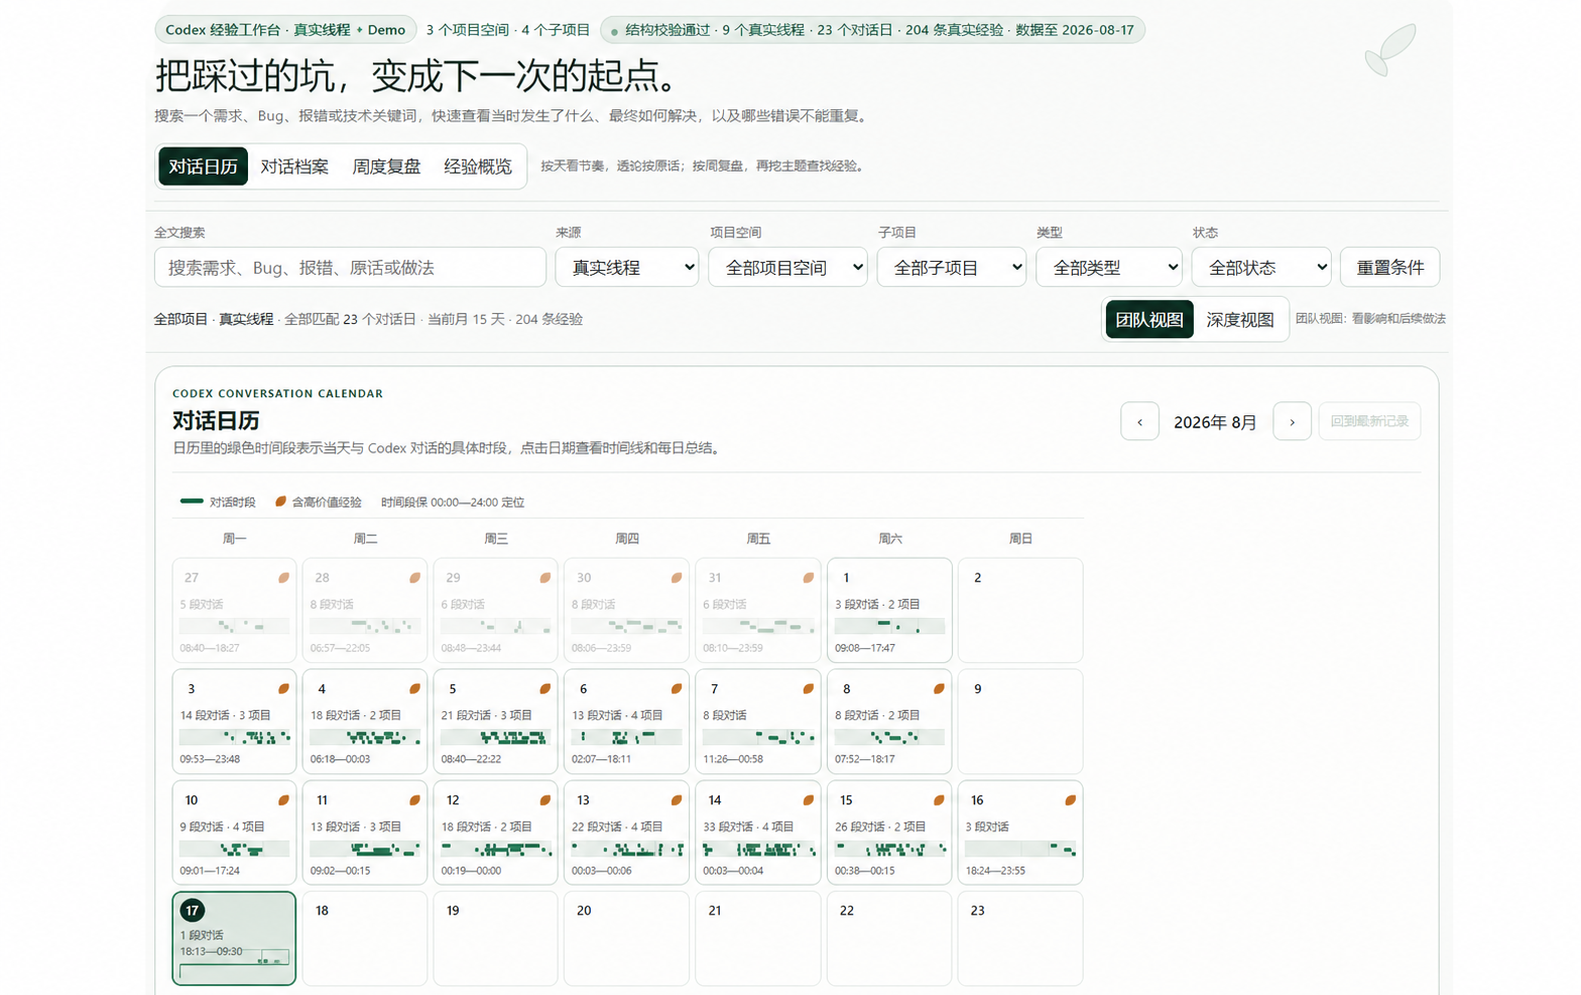 Codex 经验工作台 · 真实线程 + Demo 3 个项目空间 · 4 个子项目 结构校验通过 · 9 个真实线程 · 23 个对话日 · 204 条真实经验 · 数据至 2026-08-17
把踩过的坑，变成下一次的起点。
搜索一个需求、Bug、报错或技术关键词，快速查看当时发生了什么、最终如何解决，以及哪些错误不能重复。
对话日历 对话档案 周度复盘 经验概览 按天看节奏，透论按原话；按周复盘，再挖主题查找经验。
全文搜索 来源 项目空间 子项目 类型 状态
搜索需求、Bug、报错、原话或做法 真实线程 全部项目空间 全部子项目 全部类型 全部状态 重置条件
全部项目 · 真实线程 · 全部匹配 23 个对话日 · 当前月 15 天 · 204 条经验 团队视图 深度视图 团队视图：看影响和后续做法
CODEX CONVERSATION CALENDAR
对话日历
日历里的绿色时间段表示当天与 Codex 对话的具体时段，点击日期查看时间线和每日总结。
‹ 2026年 8月 › 回到最新记录
对话时段 含高价值经验 时间段保 00:00—24:00 定位
周一 周二 周三 周四 周五 周六 周日
27 28 29 30 31 1 2
5 段对话 8 段对话 6 段对话 8 段对话 6 段对话 3 段对话 · 2 项目
08:40—18:27 06:57—22:05 08:48—23:44 08:06—23:59 08:10—23:59 09:08—17:47
3 4 5 6 7 8 9
14 段对话 · 3 项目 18 段对话 · 2 项目 21 段对话 · 3 项目 13 段对话 · 4 项目 8 段对话 8 段对话 · 2 项目
09:53—23:48 06:18—00:03 08:40—22:22 02:07—18:11 11:26—00:58 07:52—18:17
10 11 12 13 14 15 16
9 段对话 · 4 项目 13 段对话 · 3 项目 18 段对话 · 2 项目 22 段对话 · 4 项目 33 段对话 · 4 项目 26 段对话 · 2 项目 3 段对话
09:01—17:24 09:02—00:15 00:19—00:00 00:03—00:06 00:03—00:04 00:38—00:15 18:24—23:55
17 18 19 20 21 22 23
1 段对话
18:13—09:30